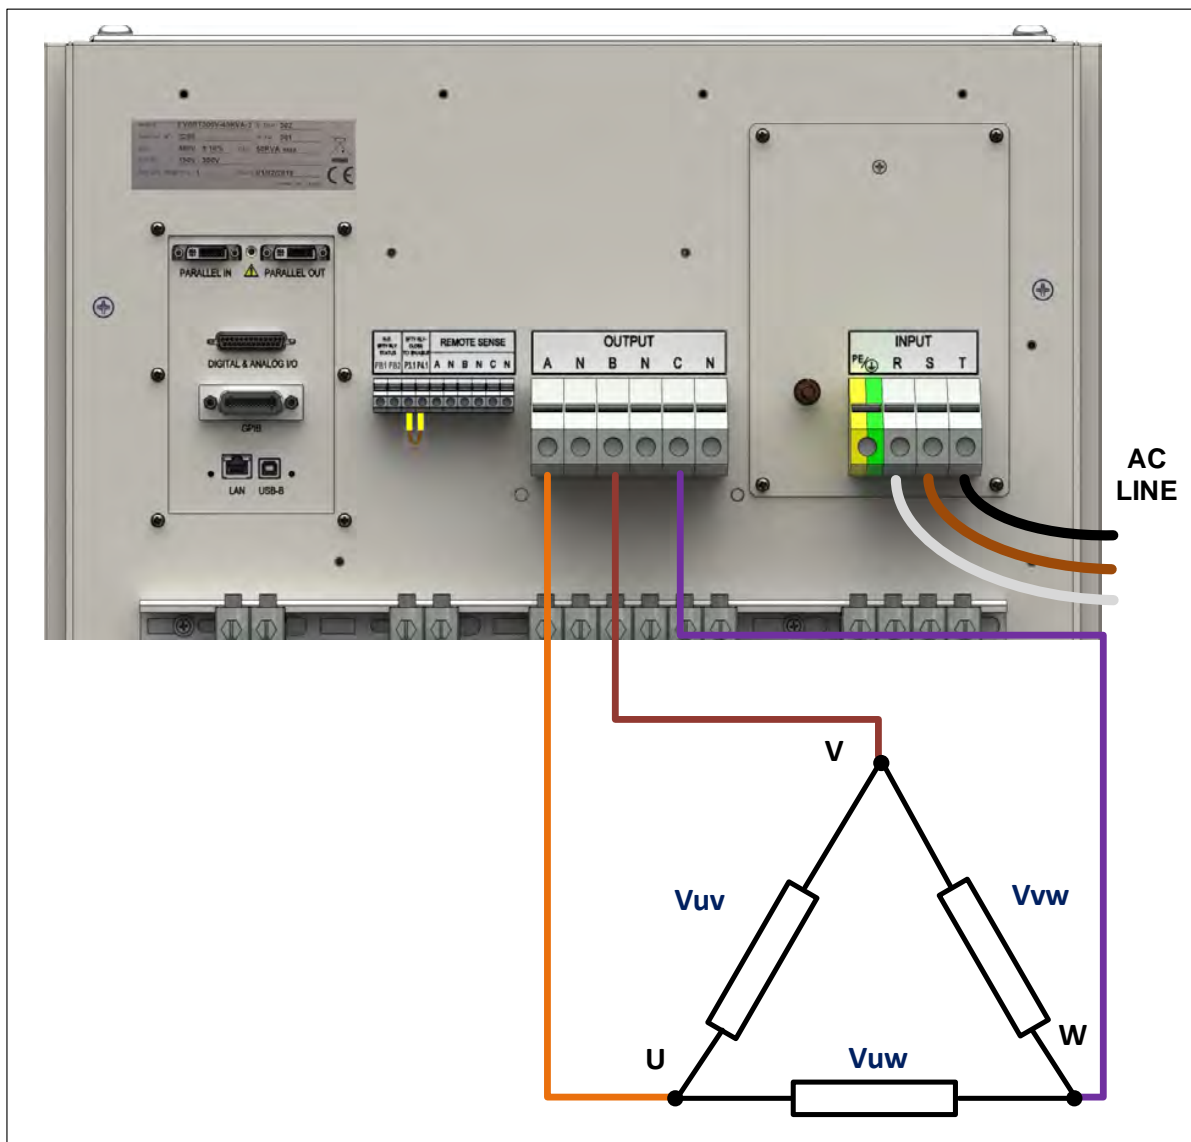 CE
PARALLEL IN PARALLEL OUT
DIGITAL & ANALOG I/O
GPIB
LAN USB-B
REMOTE SENSE
A N B N C N
OUTPUT
A N B N C N
INPUT
PE/ R S T
AC
LINE
V
Vuv
Vvw
U
W
Vuw